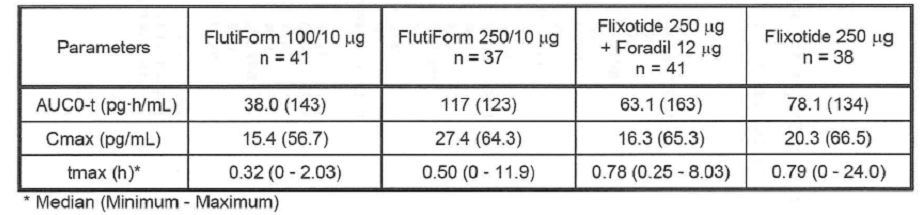 Parameters | FlutiForm 100/10 µg n = 41 | FlutiForm 250/10 µg n = 37 | Flixotide 250 µg + Foradil 12 µg n = 41 | Flixotide 250 µg n = 38
AUC0-t (pg·h/mL) | 38.0 (143) | 117 (123) | 63.1 (163) | 78.1 (134)
Cmax (pg/mL) | 15.4 (56.7) | 27.4 (64.3) | 16.3 (65.3) | 20.3 (66.5)
tmax (h)* | 0.32 (0 - 2.03) | 0.50 (0 - 11.9) | 0.78 (0.25 - 8.03) | 0.79 (0 - 24.0)
* Median (Minimum - Maximum)